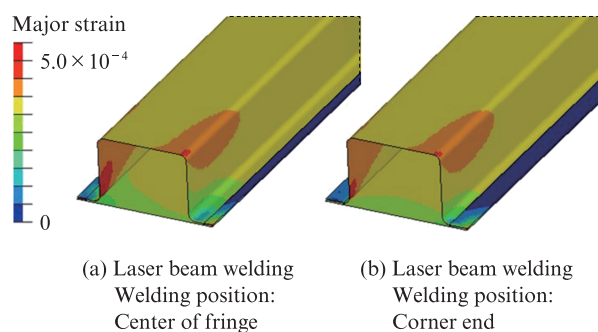 Major strain
5.0×10⁻⁴
0
(a) Laser beam welding
Welding position:
Center of fringe
(b) Laser beam welding
Welding position:
Corner end